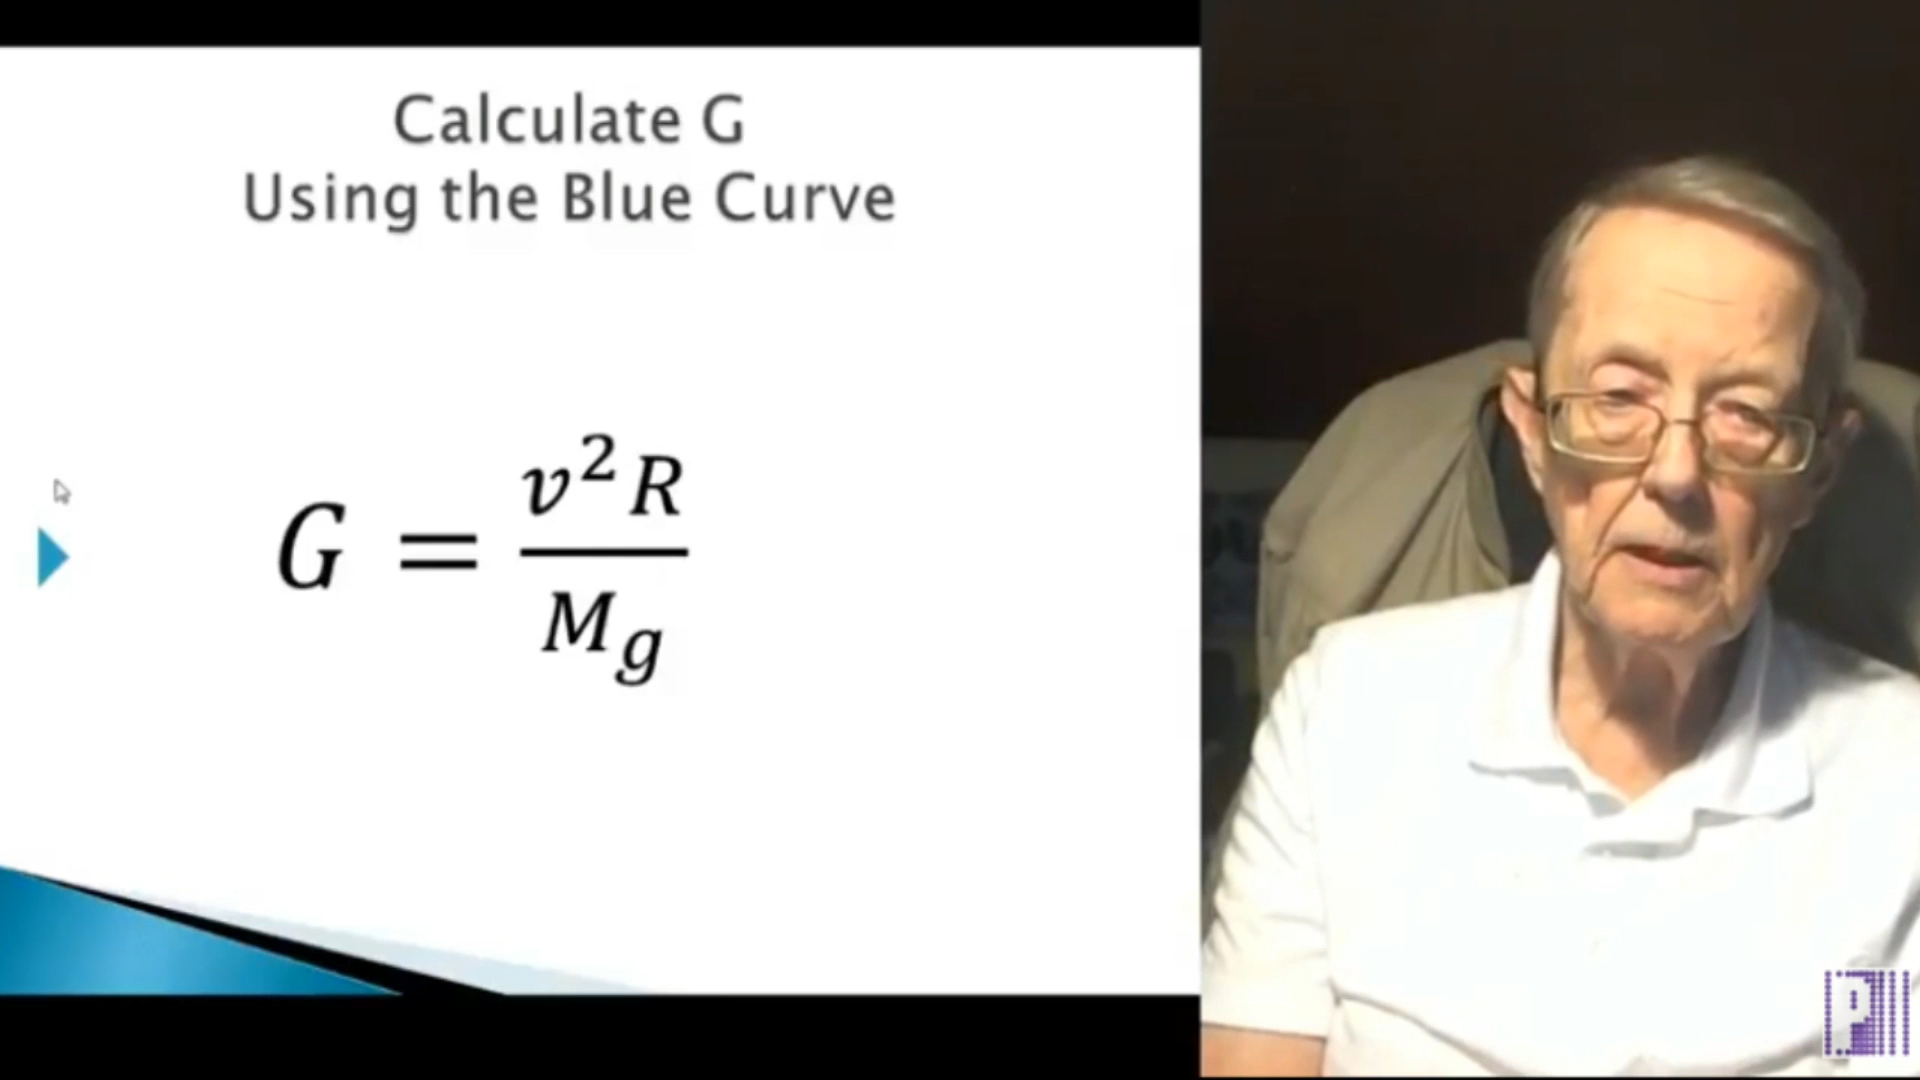 Calculate G
Using the Blue Curve
G = v²R / M_g
P